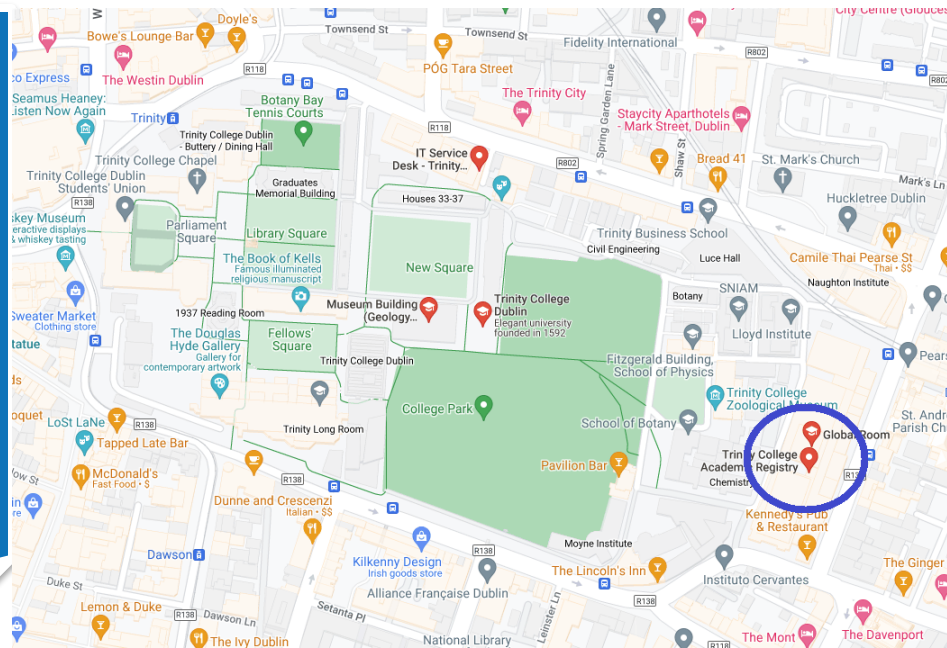 Doyle's
Bowe's Lounge Bar
Townsend St
Townsend St
City Centre (Glouces
Fidelity International
R802
R118
PÓG Tara Street
co Express
The Westin Dublin
R802
Seamus Heaney:
Listen Now Again
Botany Bay
Tennis Courts
The Trinity City
Spring Garden Lane
Staycity Aparthotels
- Mark Street, Dublin
Trinity
Trinity College Dublin
- Buttery / Dining Hall
R118
IT Service
Desk - Trinity...
R802
Shaw St
Bread 41
St. Mark's Church
Mark's Ln
Trinity College Chapel
Trinity College Dublin
Students' Union
Graduates
Memorial Building
Houses 33-37
Huckletree Dublin
R138
skey Museum
eractive displays
& whiskey tasting
Parliament
Square
Library Square
Trinity Business School
Civil Engineering
Luce Hall
Camile Thai Pearse St
Thai • $$
The Book of Kells
Famous illuminated
religious manuscript
New Square
Naughton Institute
Botany
SNIAM
1937 Reading Room
Museum Building
(Geology...
Trinity College
Dublin
Elegant university
founded in 1592
Sweater Market
Clothing store
Lloyd Institute
tatue
The Douglas
Hyde Gallery
Gallery for
contemporary artwork
Fellows'
Square
Trinity College Dublin
Fitzgerald Building,
School of Physics
Pears
ds
Trinity College
Zoological Museum
College Park
oquet
LosT LaNe
R138
Trinity Long Room
School of Botany
St. Andr
Parish Ch
Global Room
Tapped Late Bar
Trinity College
Academic Registry
Pavilion Bar
McDonald's
Fast Food • $
R138
Chemistry
R13
Dunne and Crescenzi
Italian • $$
Kennedy's Pub
& Restaurant
Moyne Institute
Dawson
Kilkenny Design
Irish goods store
R138
The Lincoln's Inn
Instituto Cervantes
The Ginger
Duke St
Alliance Française Dublin
R138
Lemon & Duke
R138
Dawson Ln
Setanta Pl
Leinster Ln
The Ivy Dublin
National Library
R118
The Mont
The Davenport